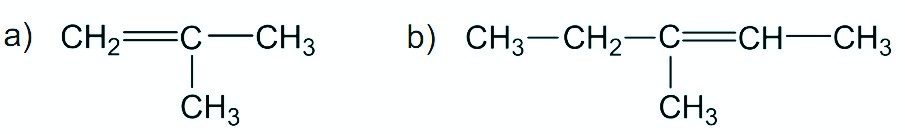 a) CH₂=C—CH₃ b) CH₃—CH₂—C=CH—CH₃
CH₃ CH₃